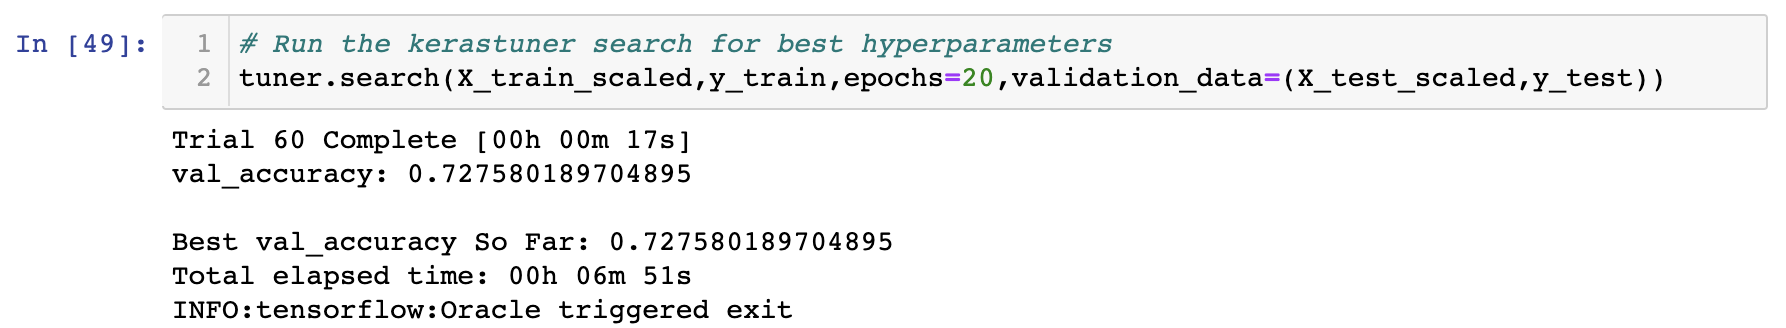 In [49]:
1 # Run the kerastuner search for best hyperparameters
2 tuner.search(X_train_scaled,y_train,epochs=20,validation_data=(X_test_scaled,y_test))
Trial 60 Complete [00h 00m 17s]
val_accuracy: 0.727580189704895
Best val_accuracy So Far: 0.727580189704895
Total elapsed time: 00h 06m 51s
INFO:tensorflow:Oracle triggered exit